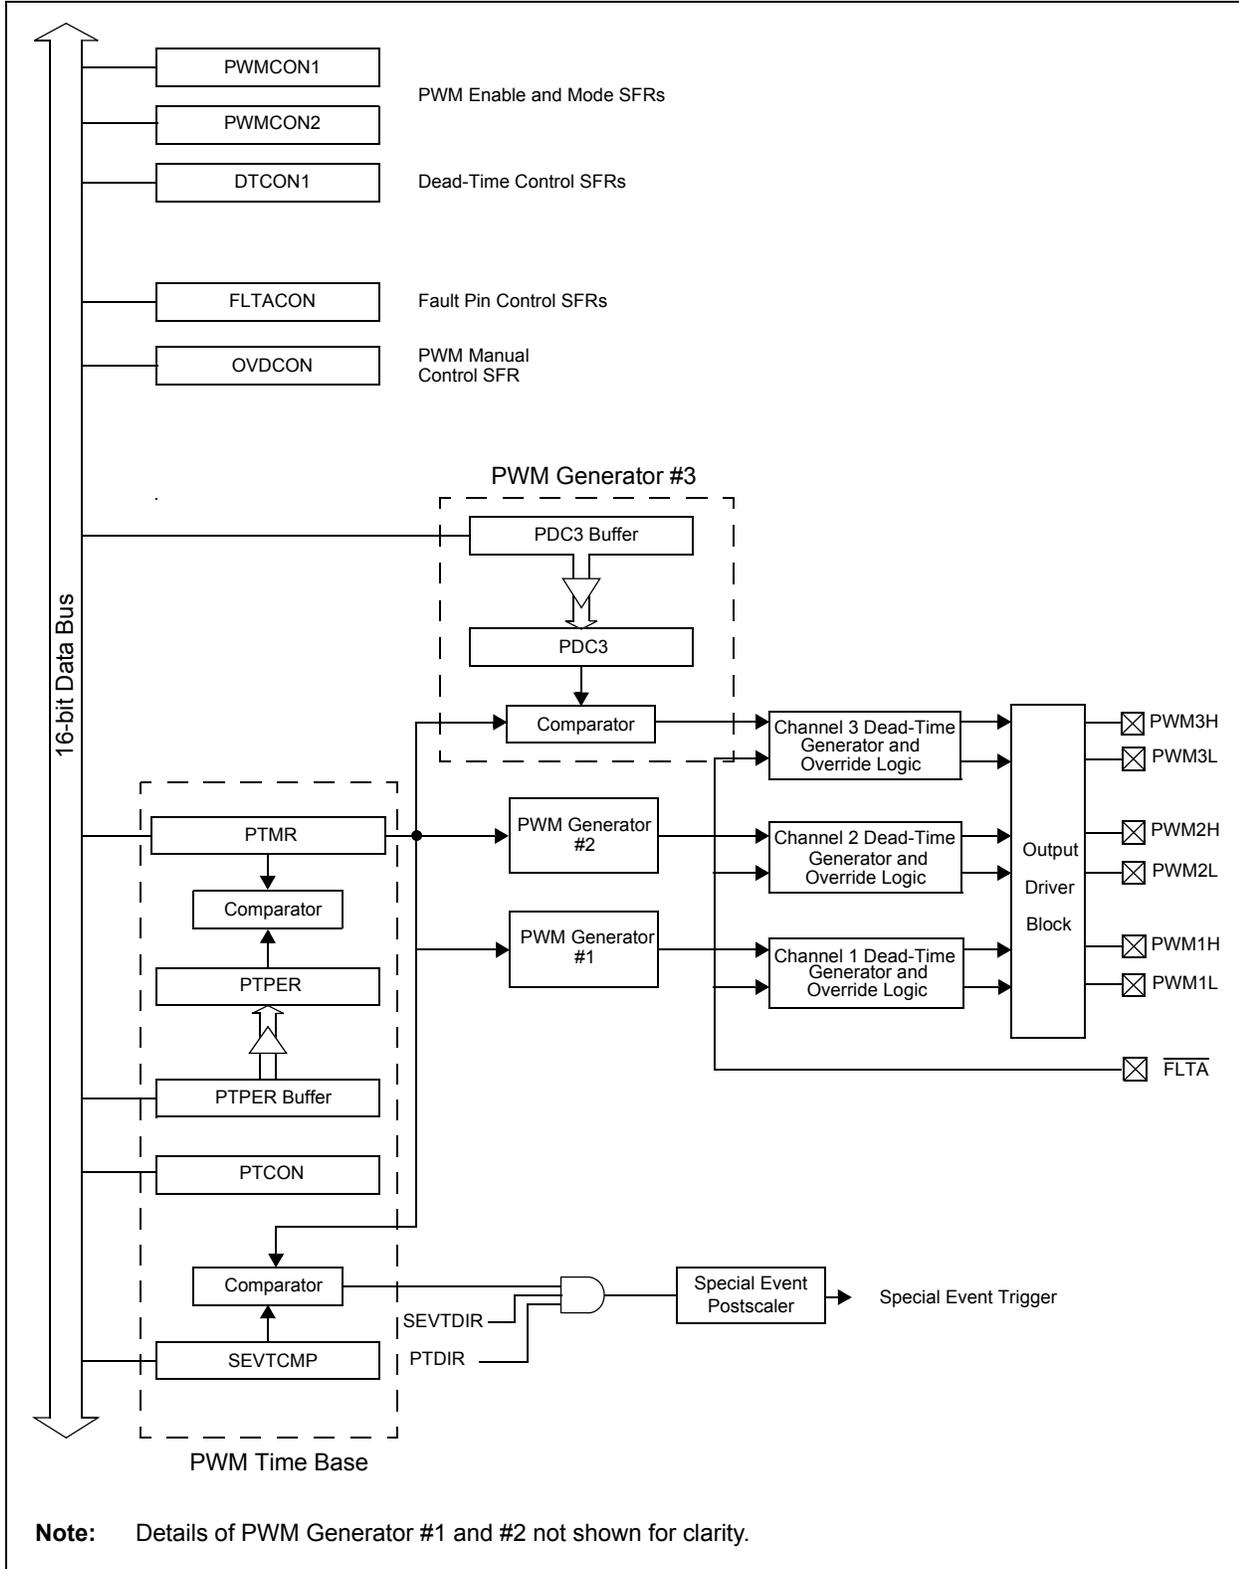 PWMCON1
PWM Enable and Mode SFRs
PWMCON2
DTCON1
Dead-Time Control SFRs
FLTACON
Fault Pin Control SFRs
OVDCON
PWM Manual
Control SFR
16-bit Data Bus
PWM Generator #3
PDC3 Buffer
PDC3
Comparator
Channel 3 Dead-Time
Generator and
Override Logic
PWM3H
PWM3L
PTMR
PWM Generator
#2
Channel 2 Dead-Time
Generator and
Override Logic
Output
Driver
Block
PWM2H
PWM2L
Comparator
PWM Generator
#1
Channel 1 Dead-Time
Generator and
Override Logic
PWM1H
PWM1L
PTPER
FLTA
PTPER Buffer
PTCON
Comparator
SEVTDIR
PTDIR
Special Event
Postscaler
Special Event Trigger
SEVTCMP
PWM Time Base
Note: Details of PWM Generator #1 and #2 not shown for clarity.